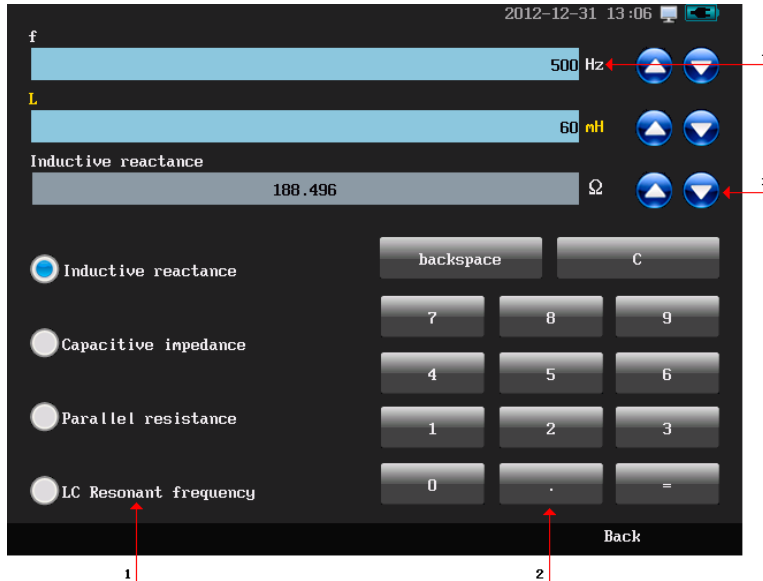 2012-12-31 13:06
f
500 Hz
L
60 mH
Inductive reactance
188.496 Ω
backspace C
Inductive reactance
7 8 9
Capacitive impedance
4 5 6
Parallel resistance
1 2 3
LC Resonant frequency
0 . =
Back
1 2